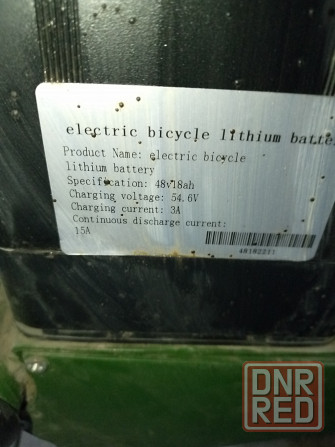 electric bicycle lithium batte
Product Name: electric bicycle
lithium battery
Specification: 48v18ah
Charging voltage: 54.6V
Charging current: 3A
Continuous discharge current:
15A
DNR
RED